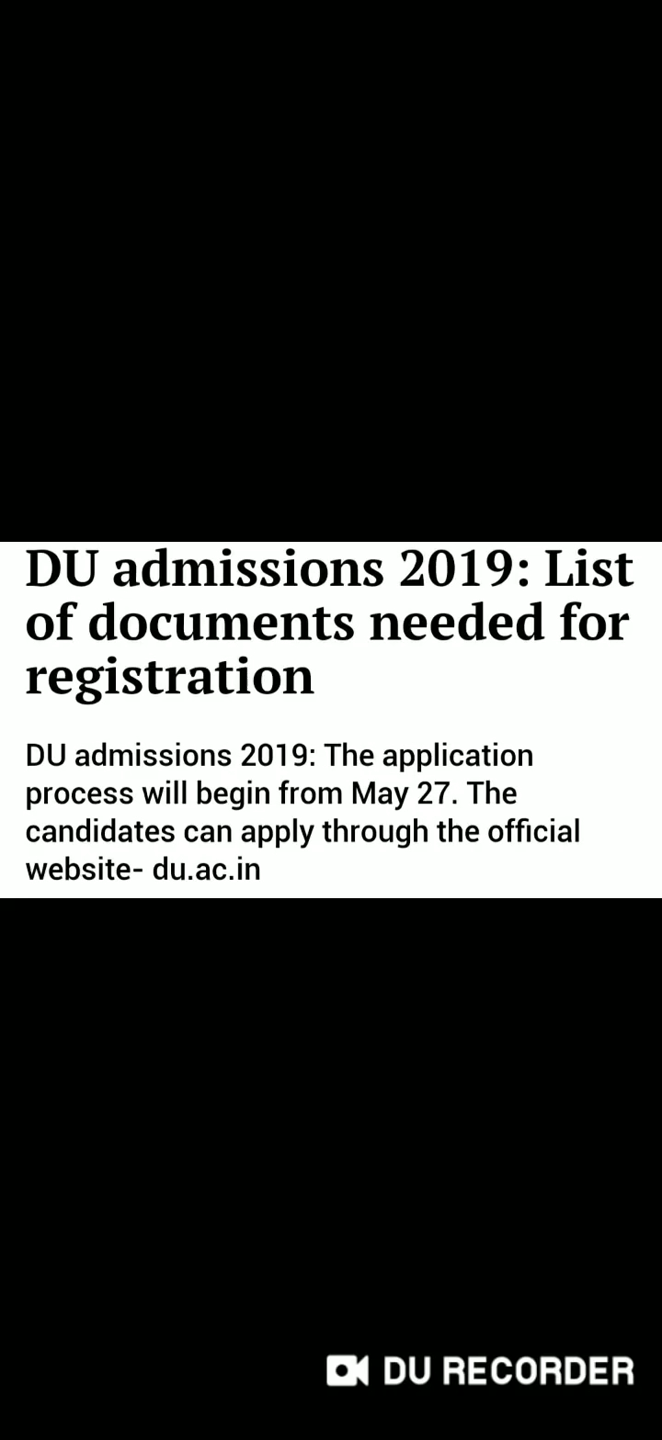 DU admissions 2019: List
of documents needed for
registration
DU admissions 2019: The application
process will begin from May 27. The
candidates can apply through the official
website- du.ac.in
DU RECORDER